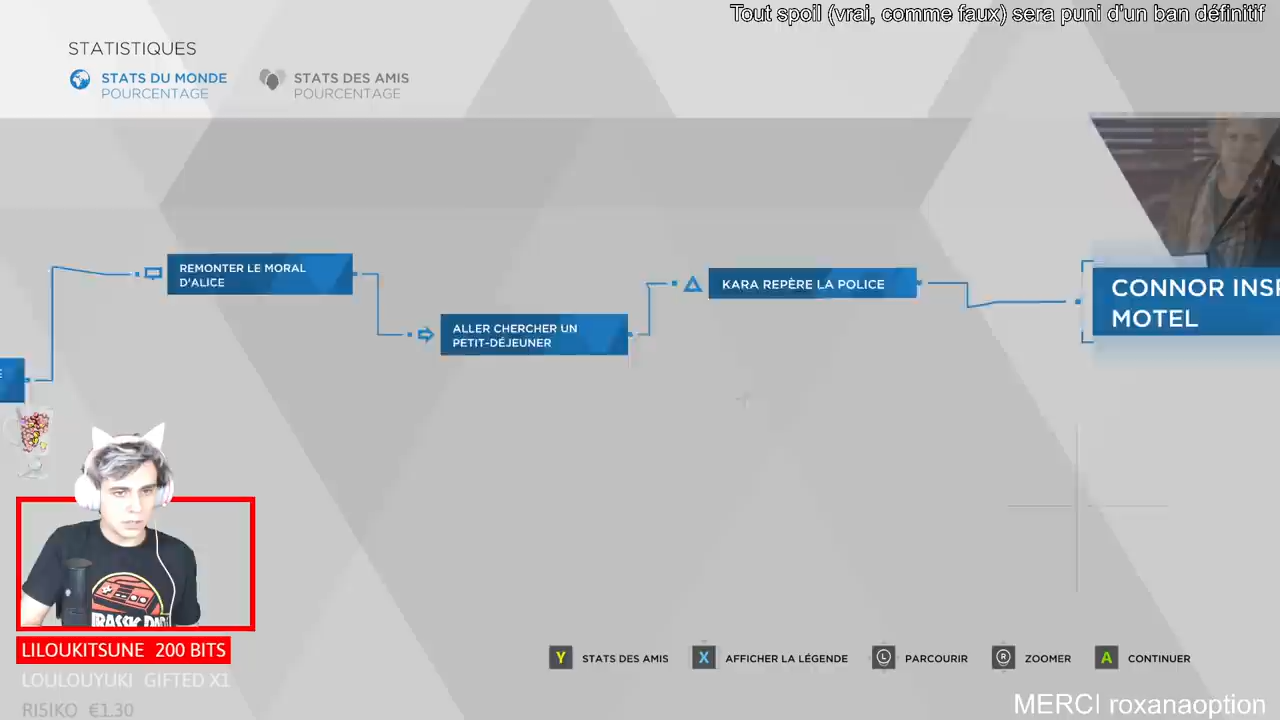 Tout spoil (vrai, comme faux) sera puni d'un ban définitif
STATISTIQUES
STATS DU MONDE
POURCENTAGE
STATS DES AMIS
POURCENTAGE
REMONTER LE MORAL
D'ALICE
ALLER CHERCHER UN
PETIT-DÉJEUNER
KARA REPÈRE LA POLICE
CONNOR INSP
MOTEL
LILOUKITSUNE 200 BITS
LOULOUYUKI GIFTED X1
RISIKO €1.30
Y STATS DES AMIS
X AFFICHER LA LÉGENDE
L PARCOURIR
R ZOOMER
A CONTINUER
MERCI roxanaoption